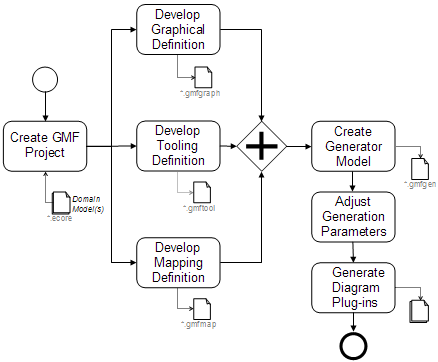 Develop
Graphical
Definition
*.gmfgraph
Create GMF
Project
Domain
Model(s)
*.ecore
Develop
Tooling
Definition
*.gmftool
Develop
Mapping
Definition
*.gmfmap
Create
Generator
Model
*.gmfgen
Adjust
Generation
Parameters
Generate
Diagram
Plug-ins